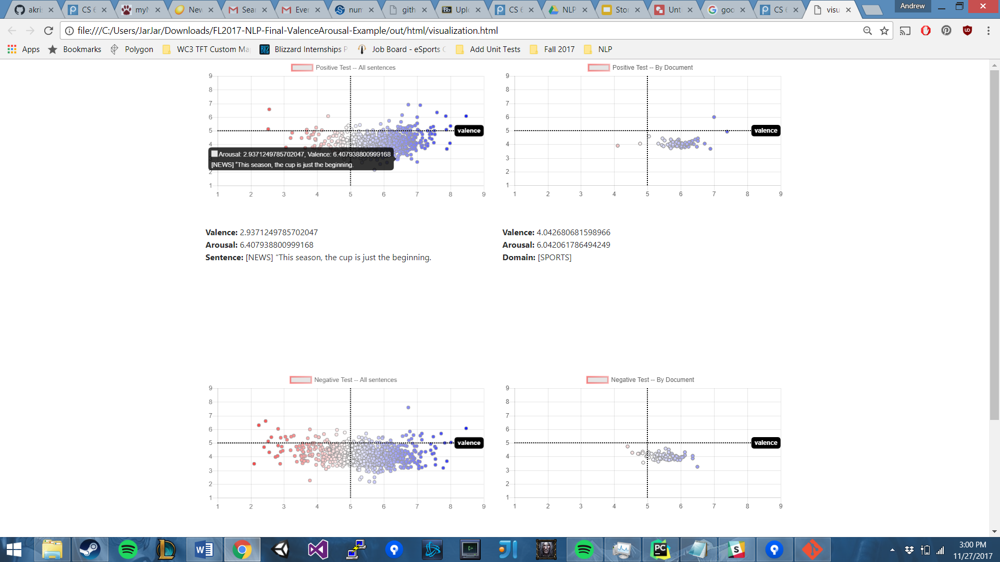 akris
CS 6
myN
New
Sear
Even
num
gith
Uplo
CS 6
NLP
Stor
Unt
goo
CS 6
visu
Andrew
file:///C:/Users/JarJar/Downloads/FL2017-NLP-Final-ValenceArousal-Example/out/html/visualization.html
Apps
Bookmarks
Polygon
WC3 TFT Custom Ma
Blizzard Internships
Job Board - eSports
Add Unit Tests
Fall 2017
NLP
Positive Test -- All sentences
9
8
7
6
5
4
2
1
1 2 3 4 5 6 7 8 9
valence
Arousal: 2.9371249785702047, Valence: 6.407938800999168
[NEWS] “This season, the cup is just the beginning.
Positive Test -- By Document
9
8
7
6
5
4
3
2
1
1 2 3 4 5 6 7 8 9
valence
Valence: 2.9371249785702047
Arousal: 6.407938800999168
Sentence: [NEWS] “This season, the cup is just the beginning.
Valence: 4.042680681598966
Arousal: 6.042061786494249
Domain: [SPORTS]
Negative Test -- All sentences
9
8
7
6
5
4
3
2
1
1 2 3 4 5 6 7 8 9
valence
Negative Test -- By Document
9
8
7
6
5
4
3
2
1
1 2 3 4 5 6 7 8 9
valence
3:00 PM
11/27/2017